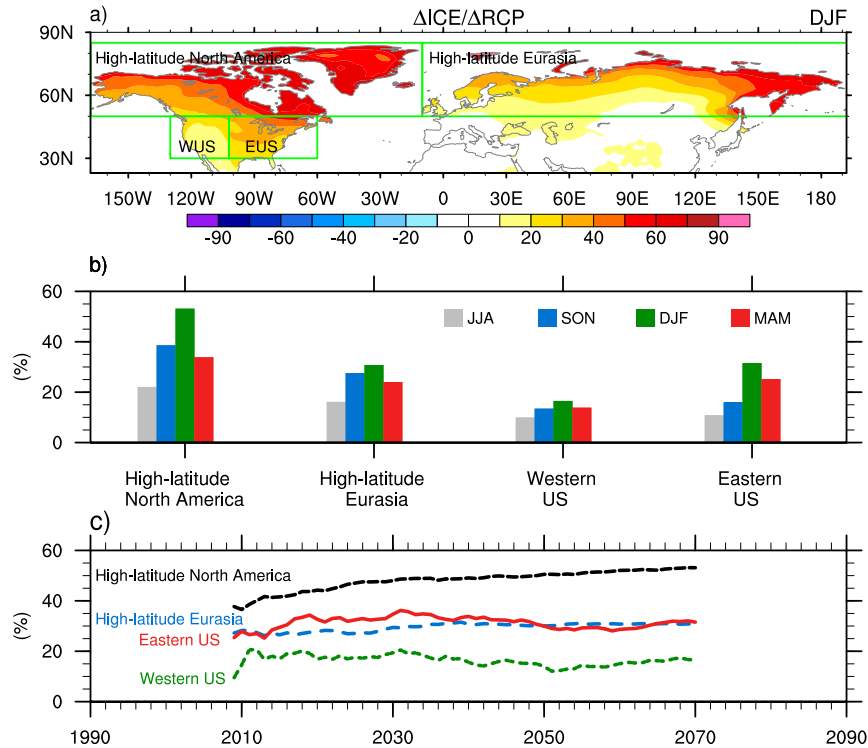 a) ΔICE/ΔRCP DJF
90N
60N
30N
High-latitude North America High-latitude Eurasia
WUS EUS
150W 120W 90W 60W 30W 0 30E 60E 90E 120E 150E 180
-90 -60 -40 -20 0 20 40 60 90
b)
(%)
60
40
20
0
JJA SON DJF MAM
High-latitude North America
High-latitude Eurasia
Western US
Eastern US
c)
(%)
60
40
20
0
High-latitude North America
High-latitude Eurasia
Eastern US
Western US
1990 2010 2030 2050 2070 2090